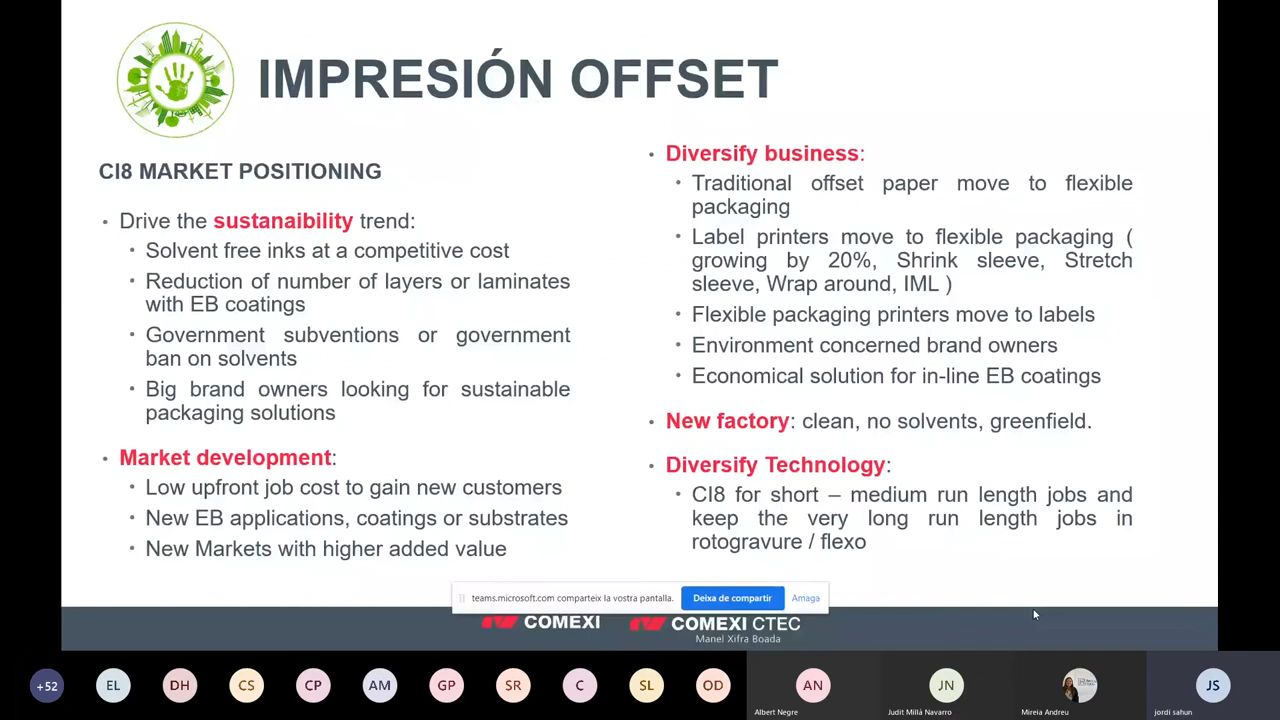 IMPRESIÓN OFFSET
CI8 MARKET POSITIONING
• Drive the sustanaibility trend:
• Solvent free inks at a competitive cost
• Reduction of number of layers or laminates
with EB coatings
• Government subventions or government
ban on solvents
• Big brand owners looking for sustainable
packaging solutions
• Market development:
• Low upfront job cost to gain new customers
• New EB applications, coatings or substrates
• New Markets with higher added value
• Diversify business:
• Traditional offset paper move to flexible
packaging
• Label printers move to flexible packaging (
growing by 20%, Shrink sleeve, Stretch
sleeve, Wrap around, IML )
• Flexible packaging printers move to labels
• Environment concerned brand owners
• Economical solution for in-line EB coatings
• New factory: clean, no solvents, greenfield.
• Diversify Technology:
• CI8 for short – medium run length jobs and
keep the very long run length jobs in
rotogravure / flexo
teams.microsoft.com comparteix la vostra pantalla.
Deixa de compartir
Amaga
COMEXI
COMEXI CTEC
Manel Xifra Boada
+52
EL
DH
CS
CP
AM
GP
SR
C
SL
OD
AN
Albert Negre
JN
Judit Millà Navarro
Mireia Andreu
JS
jordi sahun